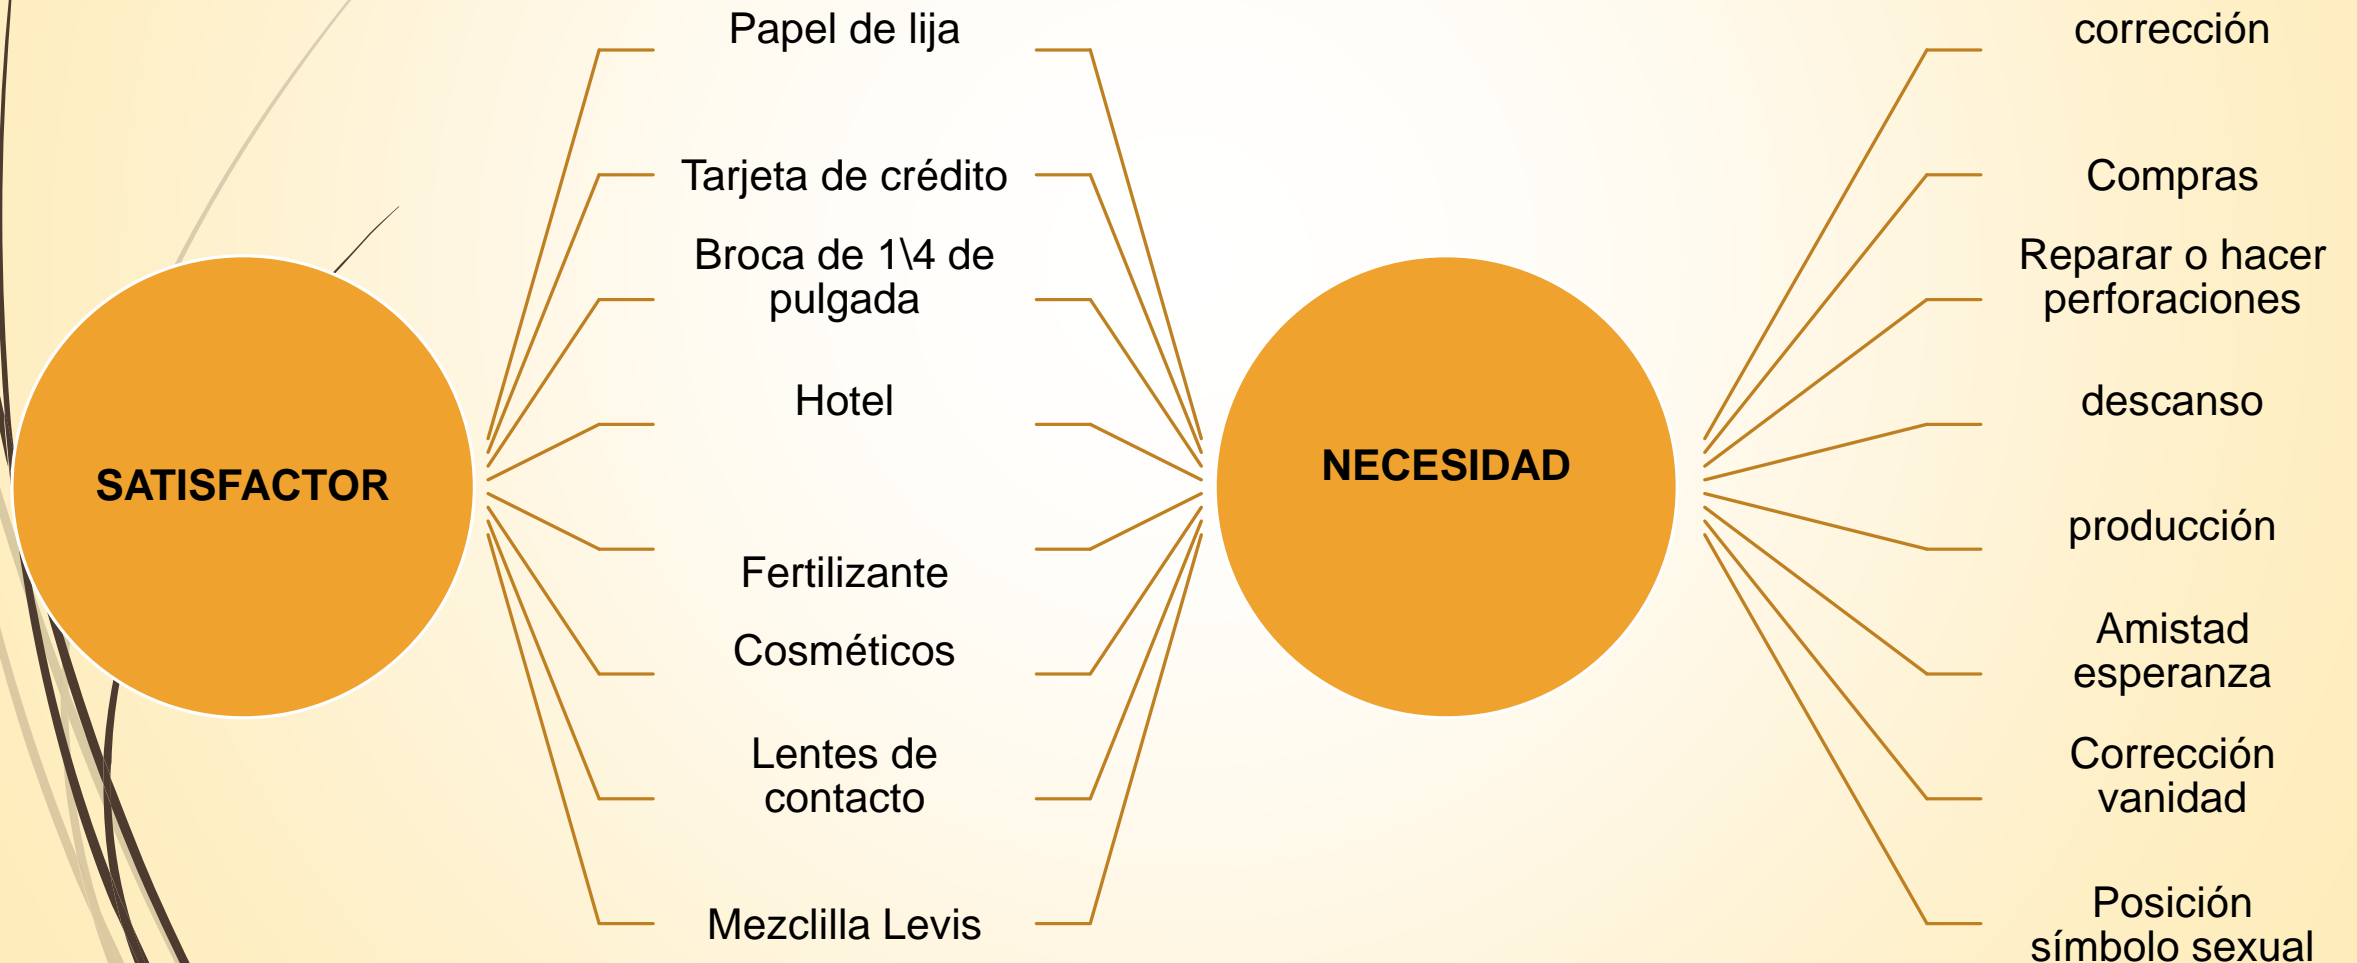 SATISFACTOR
Papel de lija
Tarjeta de crédito
Broca de 1\4 de
pulgada
Hotel
Fertilizante
Cosméticos
Lentes de
contacto
Mezclilla Levis
NECESIDAD
corrección
Compras
Reparar o hacer
perforaciones
descanso
producción
Amistad
esperanza
Corrección
vanidad
Posición
símbolo sexual